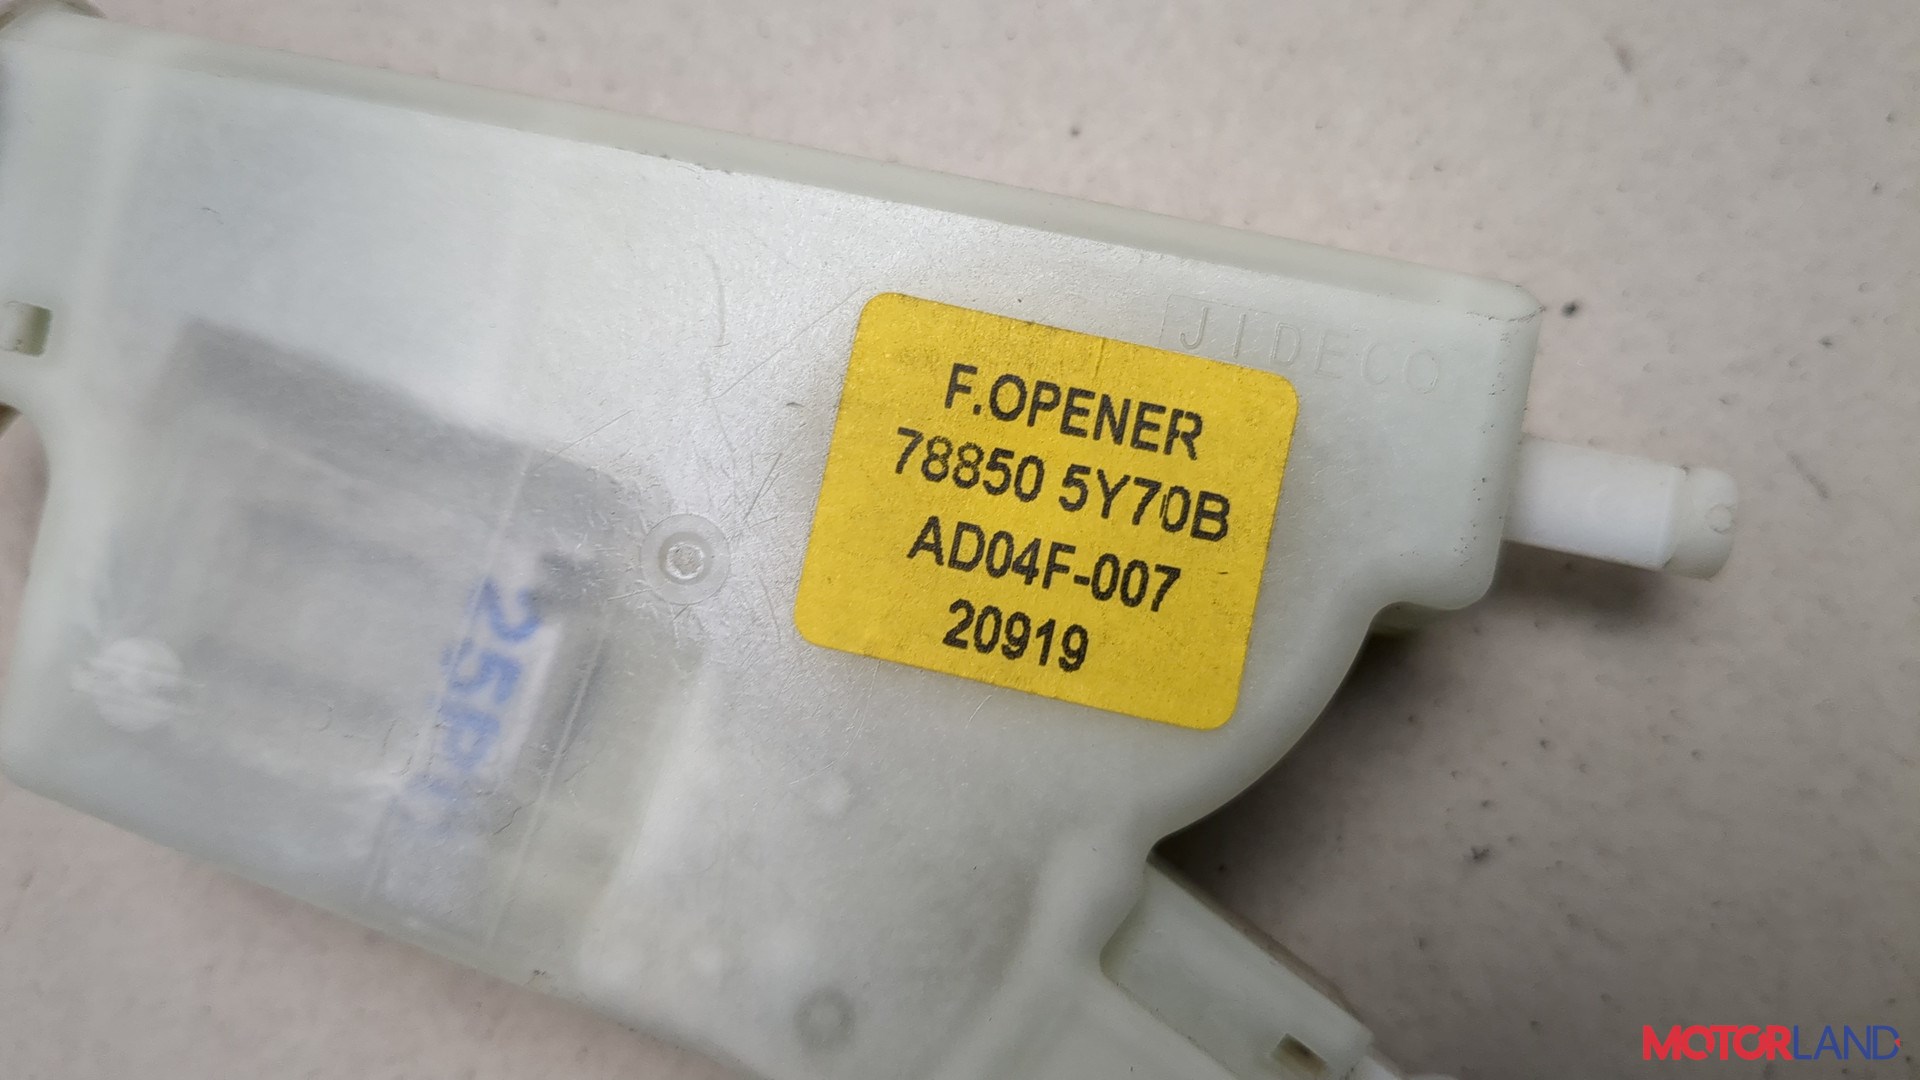 JIDECO
F.OPENER
78850 5Y70B
AD04F-007
20919
MOTORLAND